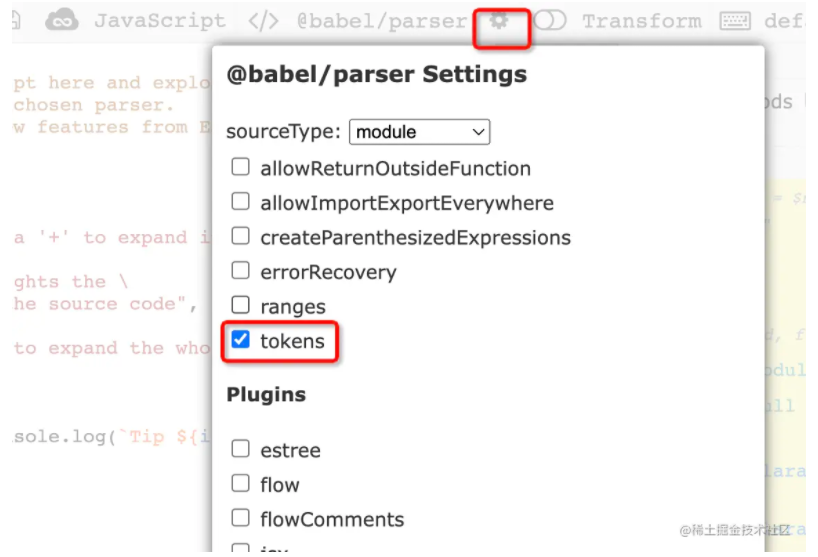 JavaScript </> @babel/parser Transform def
@babel/parser Settings
pt here and explo
chosen parser.
w features from E
ods
sourceType: module
allowReturnOutsideFunction
allowImportExportEverywhere
a '+' to expand i
createParenthesizedExpressions
ghts the \
errorRecovery
he source code",
ranges
to expand the who
tokens
Plugins
sole.log(`Tip ${i
estree
flow
flowComments
jsx
@稀土掘金技术社区